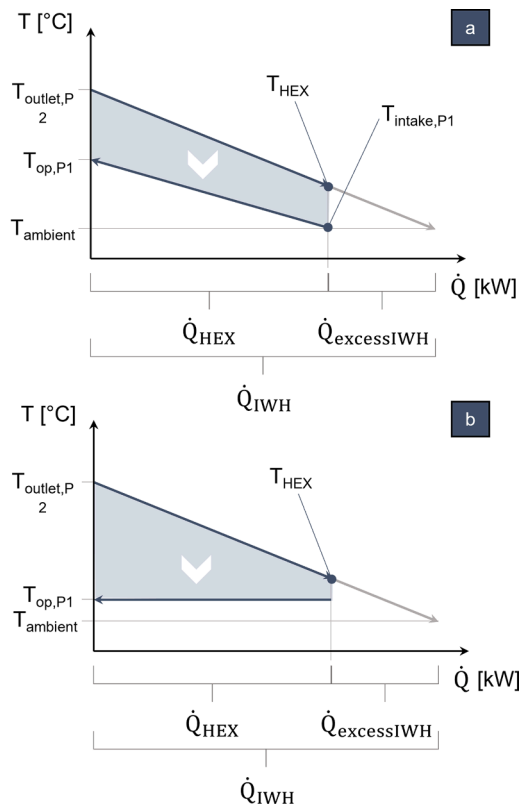 T [°C]
a
T_outlet,P
2
T_HEX
T_intake,P1
T_op,P1
T_ambient
Q̇ [kW]
Q̇_HEX
Q̇_excessIWH
Q̇_IWH
T [°C]
b
T_outlet,P
2
T_HEX
T_op,P1
T_ambient
Q̇ [kW]
Q̇_HEX
Q̇_excessIWH
Q̇_IWH